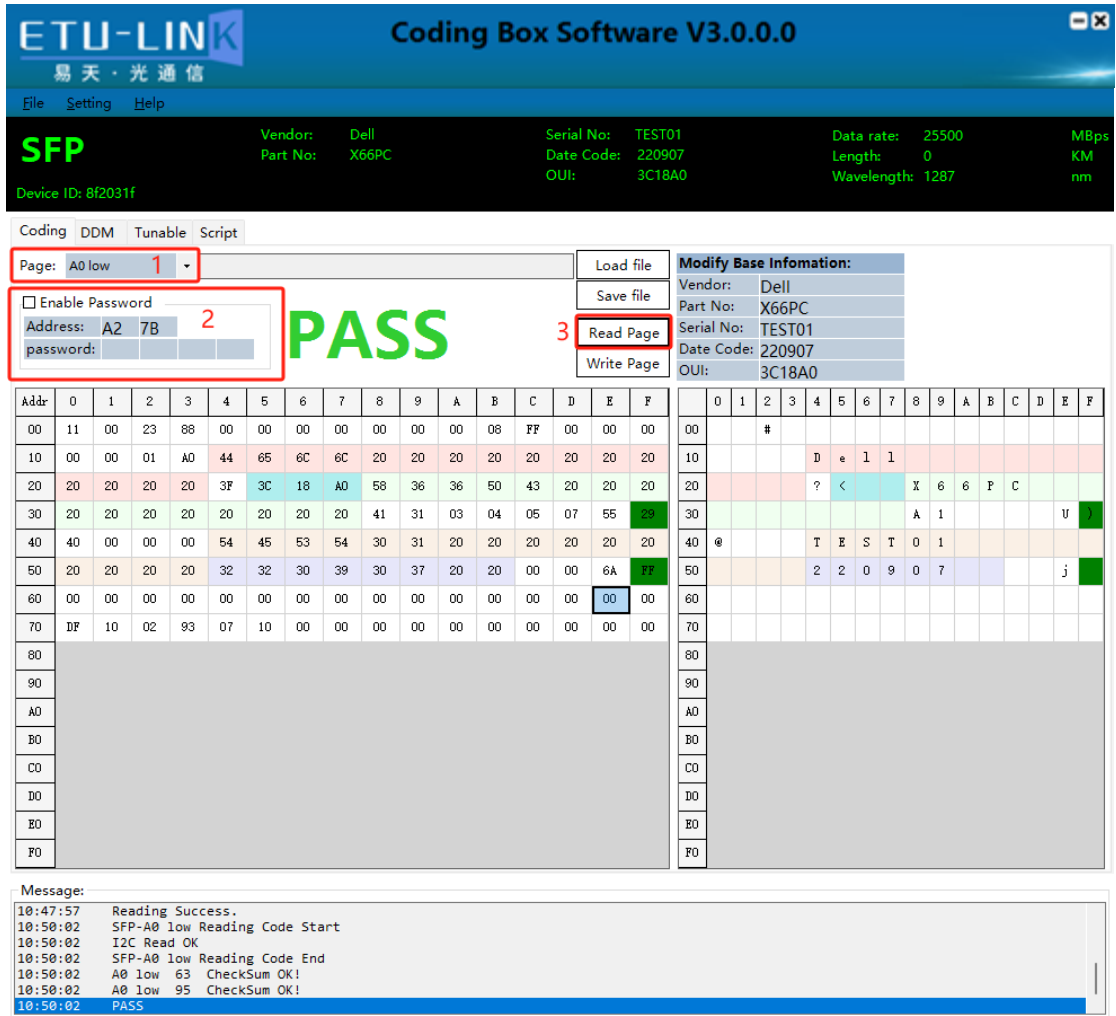 ETU-LINK
易天·光通信
Coding Box Software V3.0.0.0
File Setting Help
SFP
Device ID: 8f2031f
Vendor: Dell
Part No: X66PC
Serial No: TEST01
Date Code: 220907
OUI: 3C18A0
Data rate: 25500 MBps
Length: 0 KM
Wavelength: 1287 nm
Coding DDM Tunable Script
Page: A0 low 1
Load file
Enable Password
Address: A2 7B 2
password:
PASS
Save file
3 Read Page
Write Page
Modify Base Infomation:
Vendor: Dell
Part No: X66PC
Serial No: TEST01
Date Code: 220907
OUI: 3C18A0
Addr 0 1 2 3 4 5 6 7 8 9 A B C D E F
00 11 00 23 88 00 00 00 00 00 00 08 FF 00 00 00
10 00 00 01 A0 44 65 6C 6C 20 20 20 20 20 20 20 20
20 20 20 20 20 3F 3C 18 A0 58 36 36 50 43 20 20 20
30 20 20 20 20 20 20 20 20 41 31 03 04 05 07 55 29
40 40 00 00 00 54 45 53 54 30 31 20 20 20 20 20 20
50 20 20 20 20 32 32 30 39 30 37 20 20 00 00 6A FF
60 00 00 00 00 00 00 00 00 00 00 00 00 00 00 00 00
70 DF 10 02 93 07 10 00 00 00 00 00 00 00 00 00 00
80
90
A0
B0
C0
D0
E0
F0
0 1 2 3 4 5 6 7 8 9 A B C D E F
00 #
10 D e l l
20 ? < X 6 6 P C
30 A 1 U )
40 @ T E S T 0 1
50 2 2 0 9 0 7 j
60
70
80
90
A0
B0
C0
D0
E0
F0
Message:
10:47:57 Reading Success.
10:50:02 SFP-A0 low Reading Code Start
10:50:02 I2C Read OK
10:50:02 SFP-A0 low Reading Code End
10:50:02 A0 low 63 CheckSum OK!
10:50:02 A0 low 95 CheckSum OK!
10:50:02 PASS